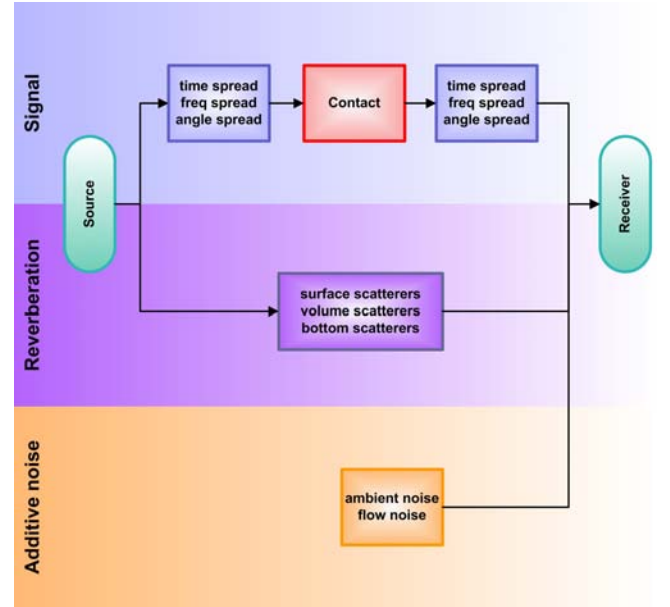 Signal
time spread
freq spread
angle spread
Contact
time spread
freq spread
angle spread
Source
Receiver
Reverberation
surface scatterers
volume scatterers
bottom scatterers
Additive noise
ambient noise
flow noise